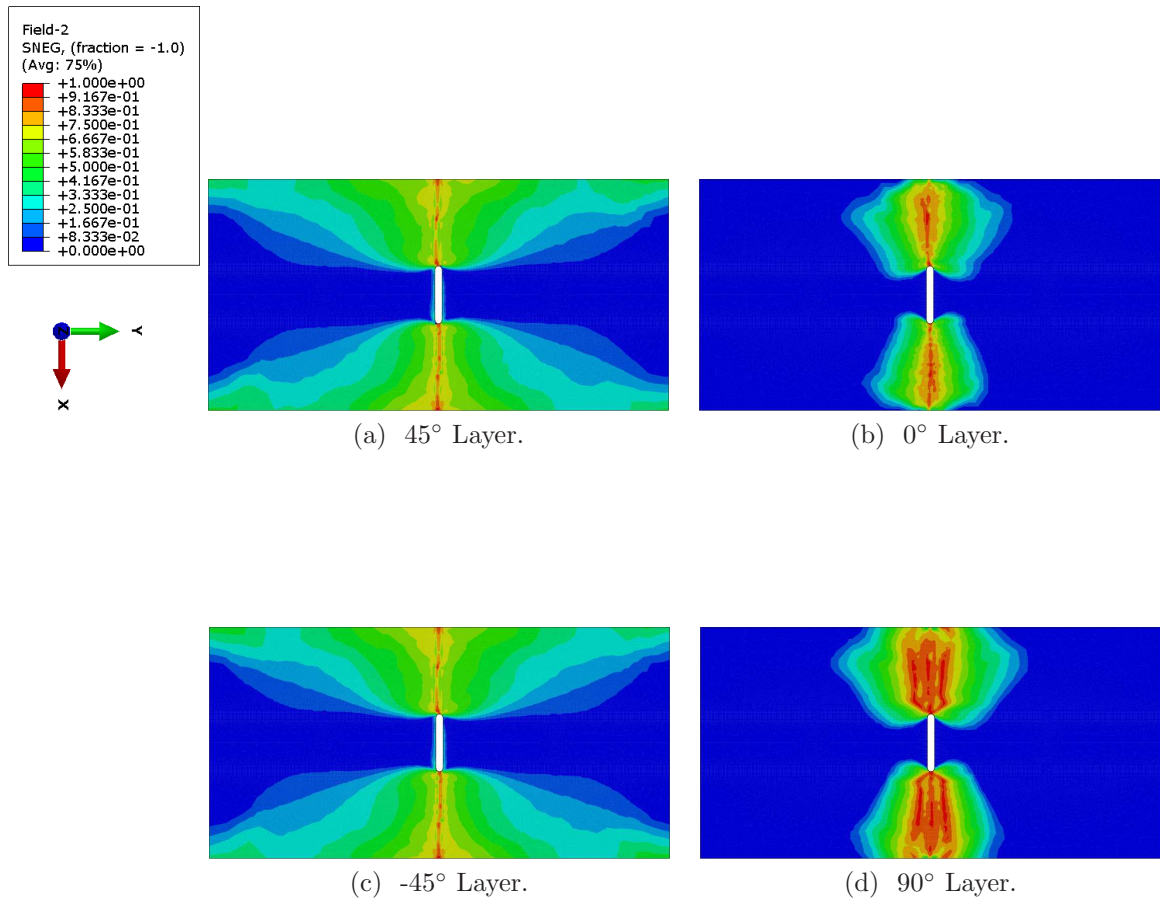 Field-2
SNEG, (fraction = -1.0)
(Avg: 75%)
+1.000e+00
+9.167e-01
+8.333e-01
+7.500e-01
+6.667e-01
+5.833e-01
+5.000e-01
+4.167e-01
+3.333e-01
+2.500e-01
+1.667e-01
+8.333e-02
+0.000e+00
Z
Y
X
(a) 45° Layer.
(b) 0° Layer.
(c) -45° Layer.
(d) 90° Layer.